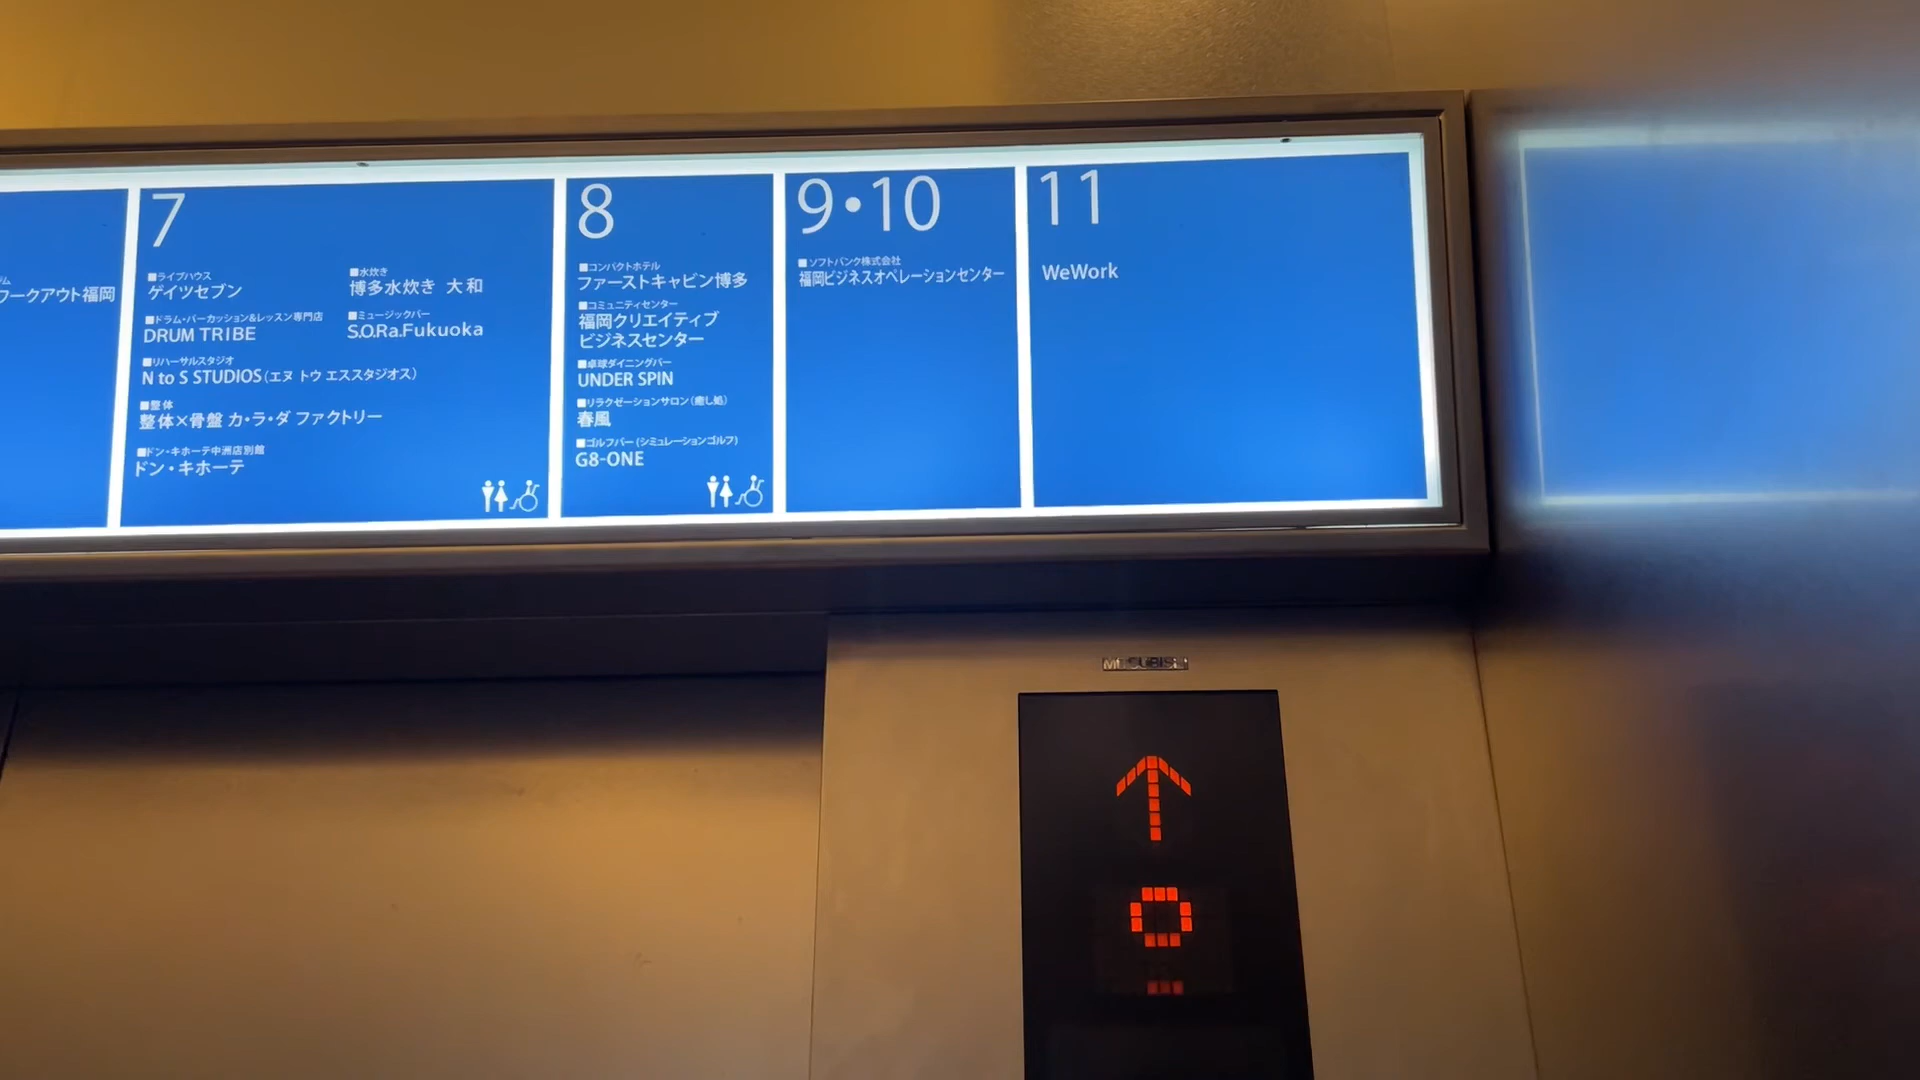 ワークアウト福岡
7
■ライブハウス
ゲイツセブン
■ドラム・パーカッション&レッスン専門店
DRUM TRIBE
■リハーサルスタジオ
N to S STUDIOS(エヌ トゥ エススタジオス)
■整体
整体×骨盤 カ・ラ・ダ ファクトリー
■ドン・キホーテ中洲店別館
ドン・キホーテ
■水炊き
博多水炊き 大和
■ミュージックバー
S.O.Ra.Fukuoka
8
■コンパクトホテル
ファーストキャビン博多
■コミュニティセンター
福岡クリエイティブ
ビジネスセンター
■卓球ダイニングバー
UNDER SPIN
■リラクゼーションサロン(癒し処)
春風
■ゴルフバー(シミュレーションゴルフ)
G8-ONE
9・10
■ソフトバンク株式会社
福岡ビジネスオペレーションセンター
11
WeWork
MITSUBISHI